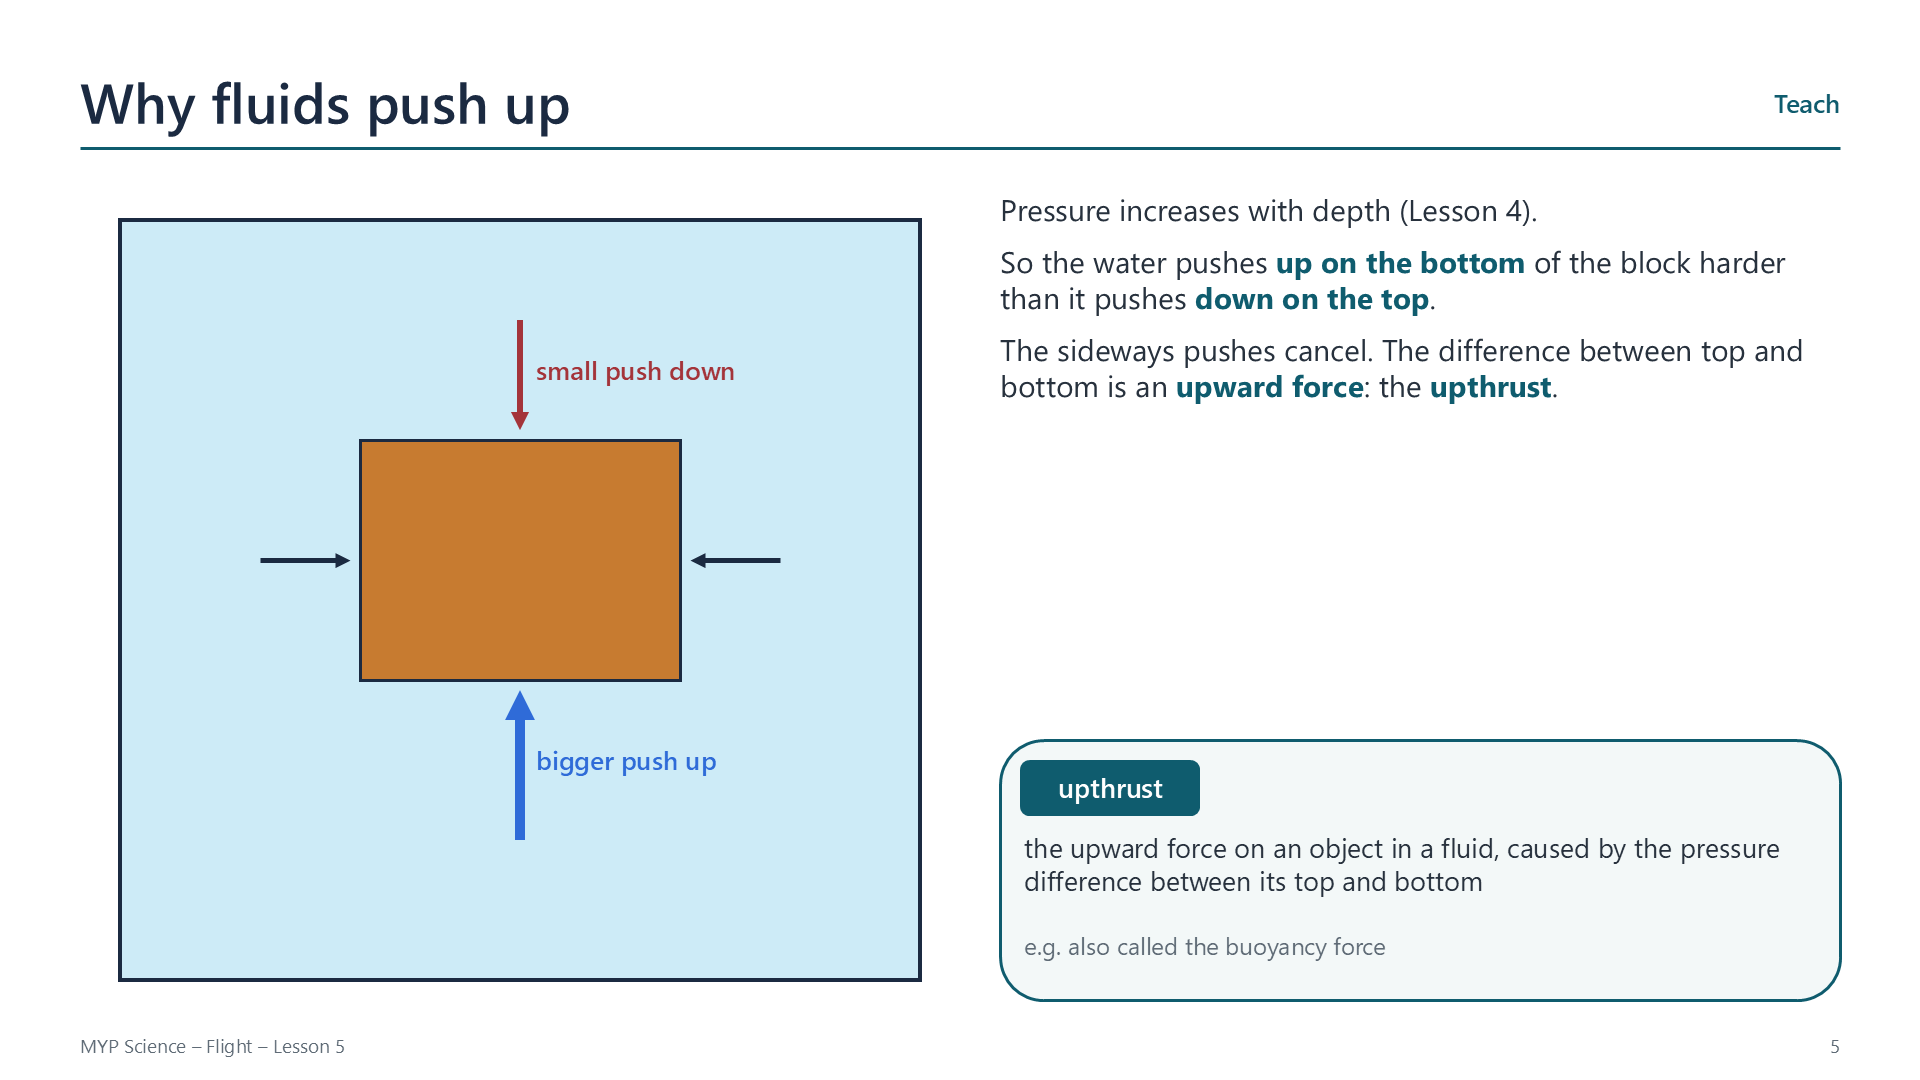 Why fluids push up
Teach
small push down
bigger push up
Pressure increases with depth (Lesson 4).
So the water pushes up on the bottom of the block harder
than it pushes down on the top.
The sideways pushes cancel. The difference between top and
bottom is an upward force: the upthrust.
upthrust
the upward force on an object in a fluid, caused by the pressure
difference between its top and bottom
e.g. also called the buoyancy force
MYP Science – Flight – Lesson 5
5